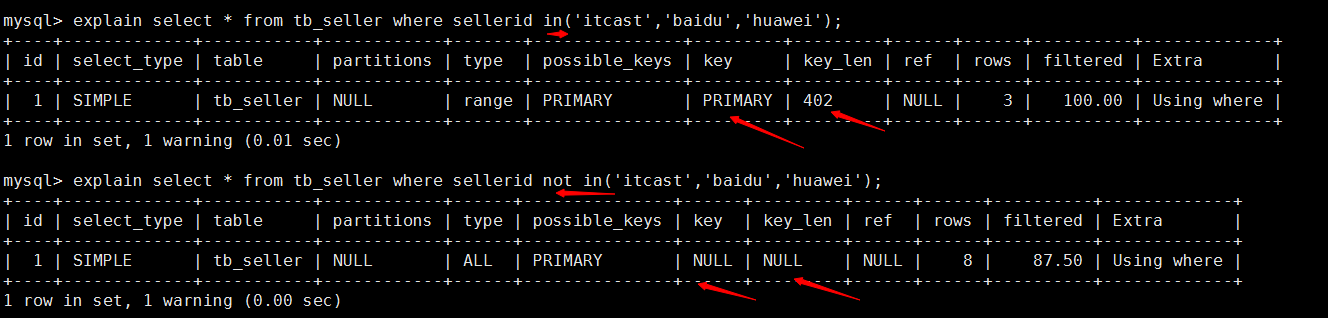 mysql> explain select * from tb_seller where sellerid in('itcast','baidu','huawei');
+----+-------------+-----------+------------+-------+---------------+---------+---------+------+------+----------+-------------+
| id | select_type | table     | partitions | type  | possible_keys | key     | key_len | ref  | rows | filtered | Extra       |
+----+-------------+-----------+------------+-------+---------------+---------+---------+------+------+----------+-------------+
|  1 | SIMPLE      | tb_seller | NULL       | range | PRIMARY       | PRIMARY | 402     | NULL |    3 |   100.00 | Using where |
+----+-------------+-----------+------------+-------+---------------+---------+---------+------+------+----------+-------------+
1 row in set, 1 warning (0.01 sec)
mysql> explain select * from tb_seller where sellerid not in('itcast','baidu','huawei');
+----+-------------+-----------+------------+------+---------------+------+---------+------+------+----------+-------------+
| id | select_type | table     | partitions | type | possible_keys | key  | key_len | ref  | rows | filtered | Extra       |
+----+-------------+-----------+------------+------+---------------+------+---------+------+------+----------+-------------+
|  1 | SIMPLE      | tb_seller | NULL       | ALL  | PRIMARY       | NULL | NULL    | NULL |    8 |    87.50 | Using where |
+----+-------------+-----------+------------+------+---------------+------+---------+------+------+----------+-------------+
1 row in set, 1 warning (0.00 sec)